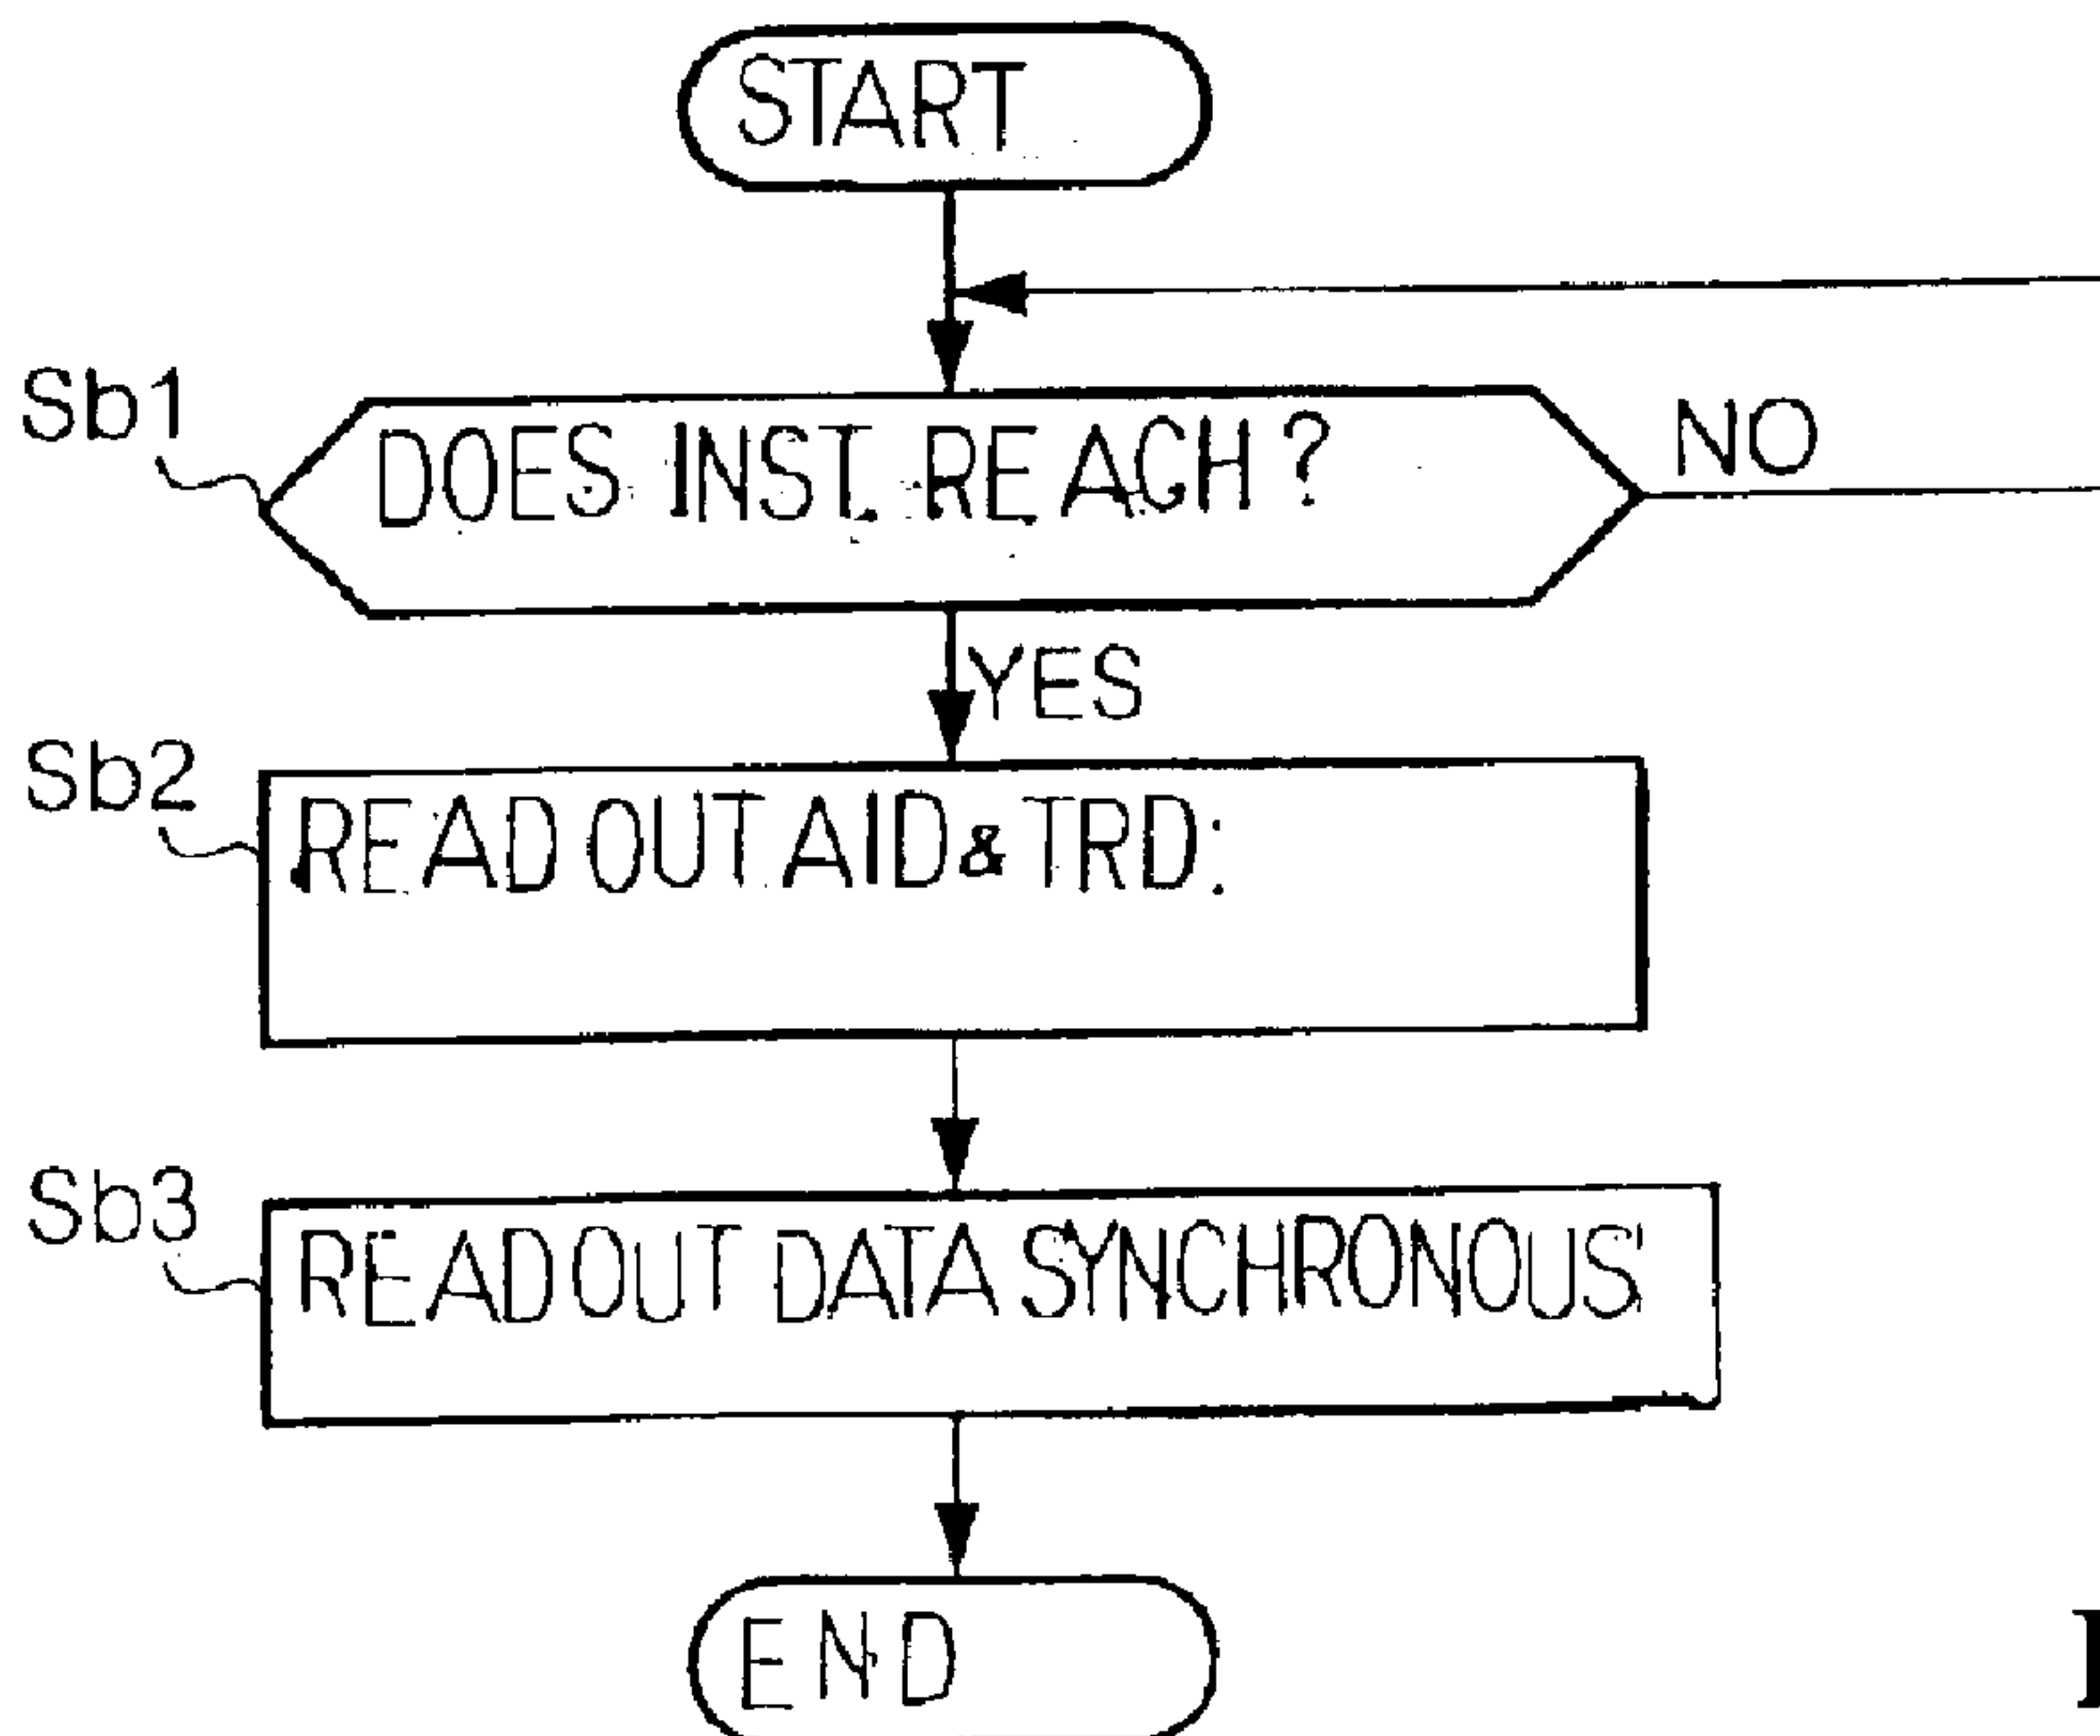 START
Sb1
DOES INST. REACH ?
NO
YES
Sb2
READ OUT AID & TRD:
Sb3
READ OUT DATA SYNCHRONOUS'
END